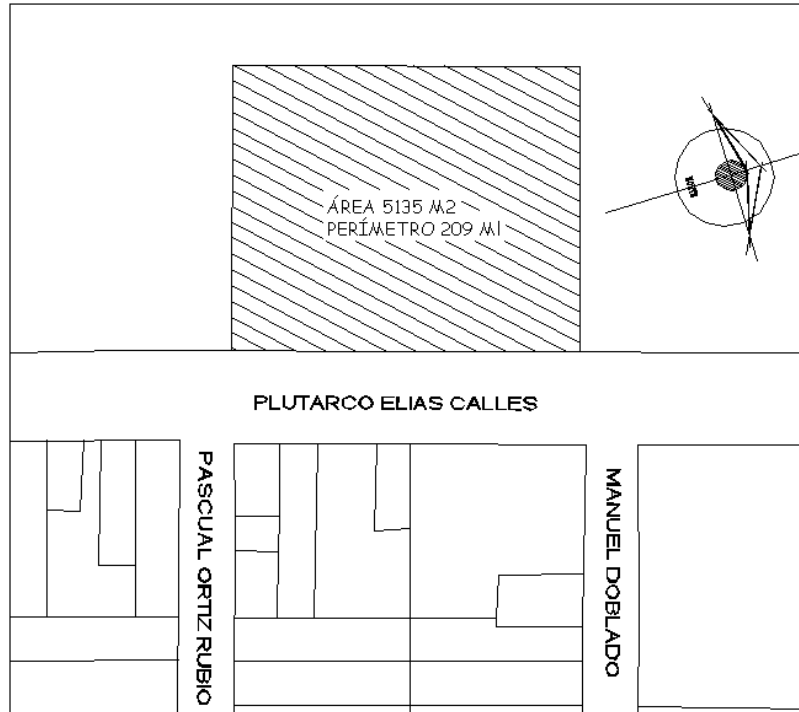 ÁREA 5135 M2
PERÍMETRO 209 Ml
PLUTARCO ELIAS CALLES
PASCUAL ORTIZ RUBIO
MANUEL DOBLADO